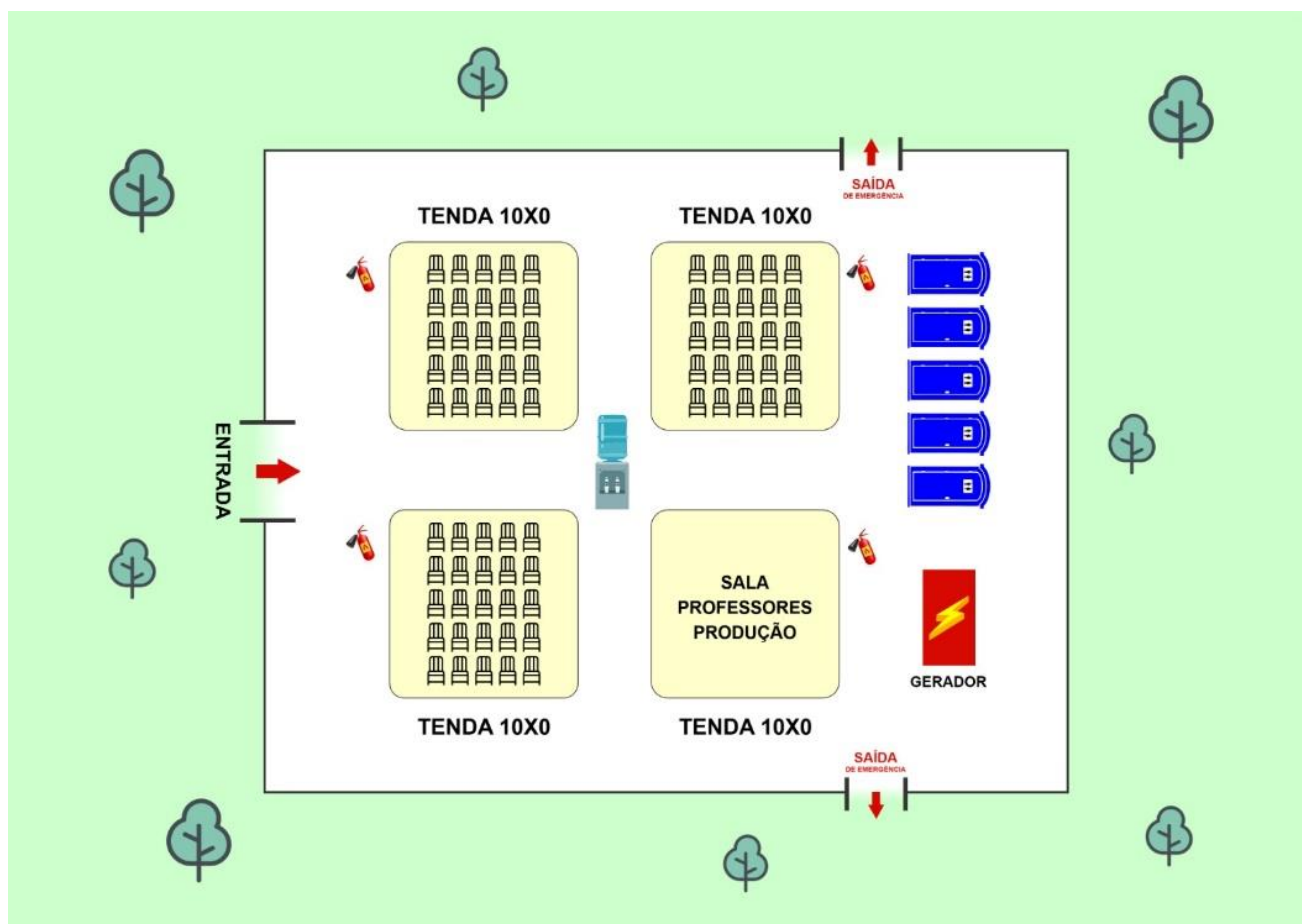 SAÍDA
DE EMERGÊNCIA
TENDA 10X0
TENDA 10X0
ENTRADA
SALA
PROFESSORES
PRODUÇÃO
GERADOR
TENDA 10X0
TENDA 10X0
SAÍDA
DE EMERGÊNCIA